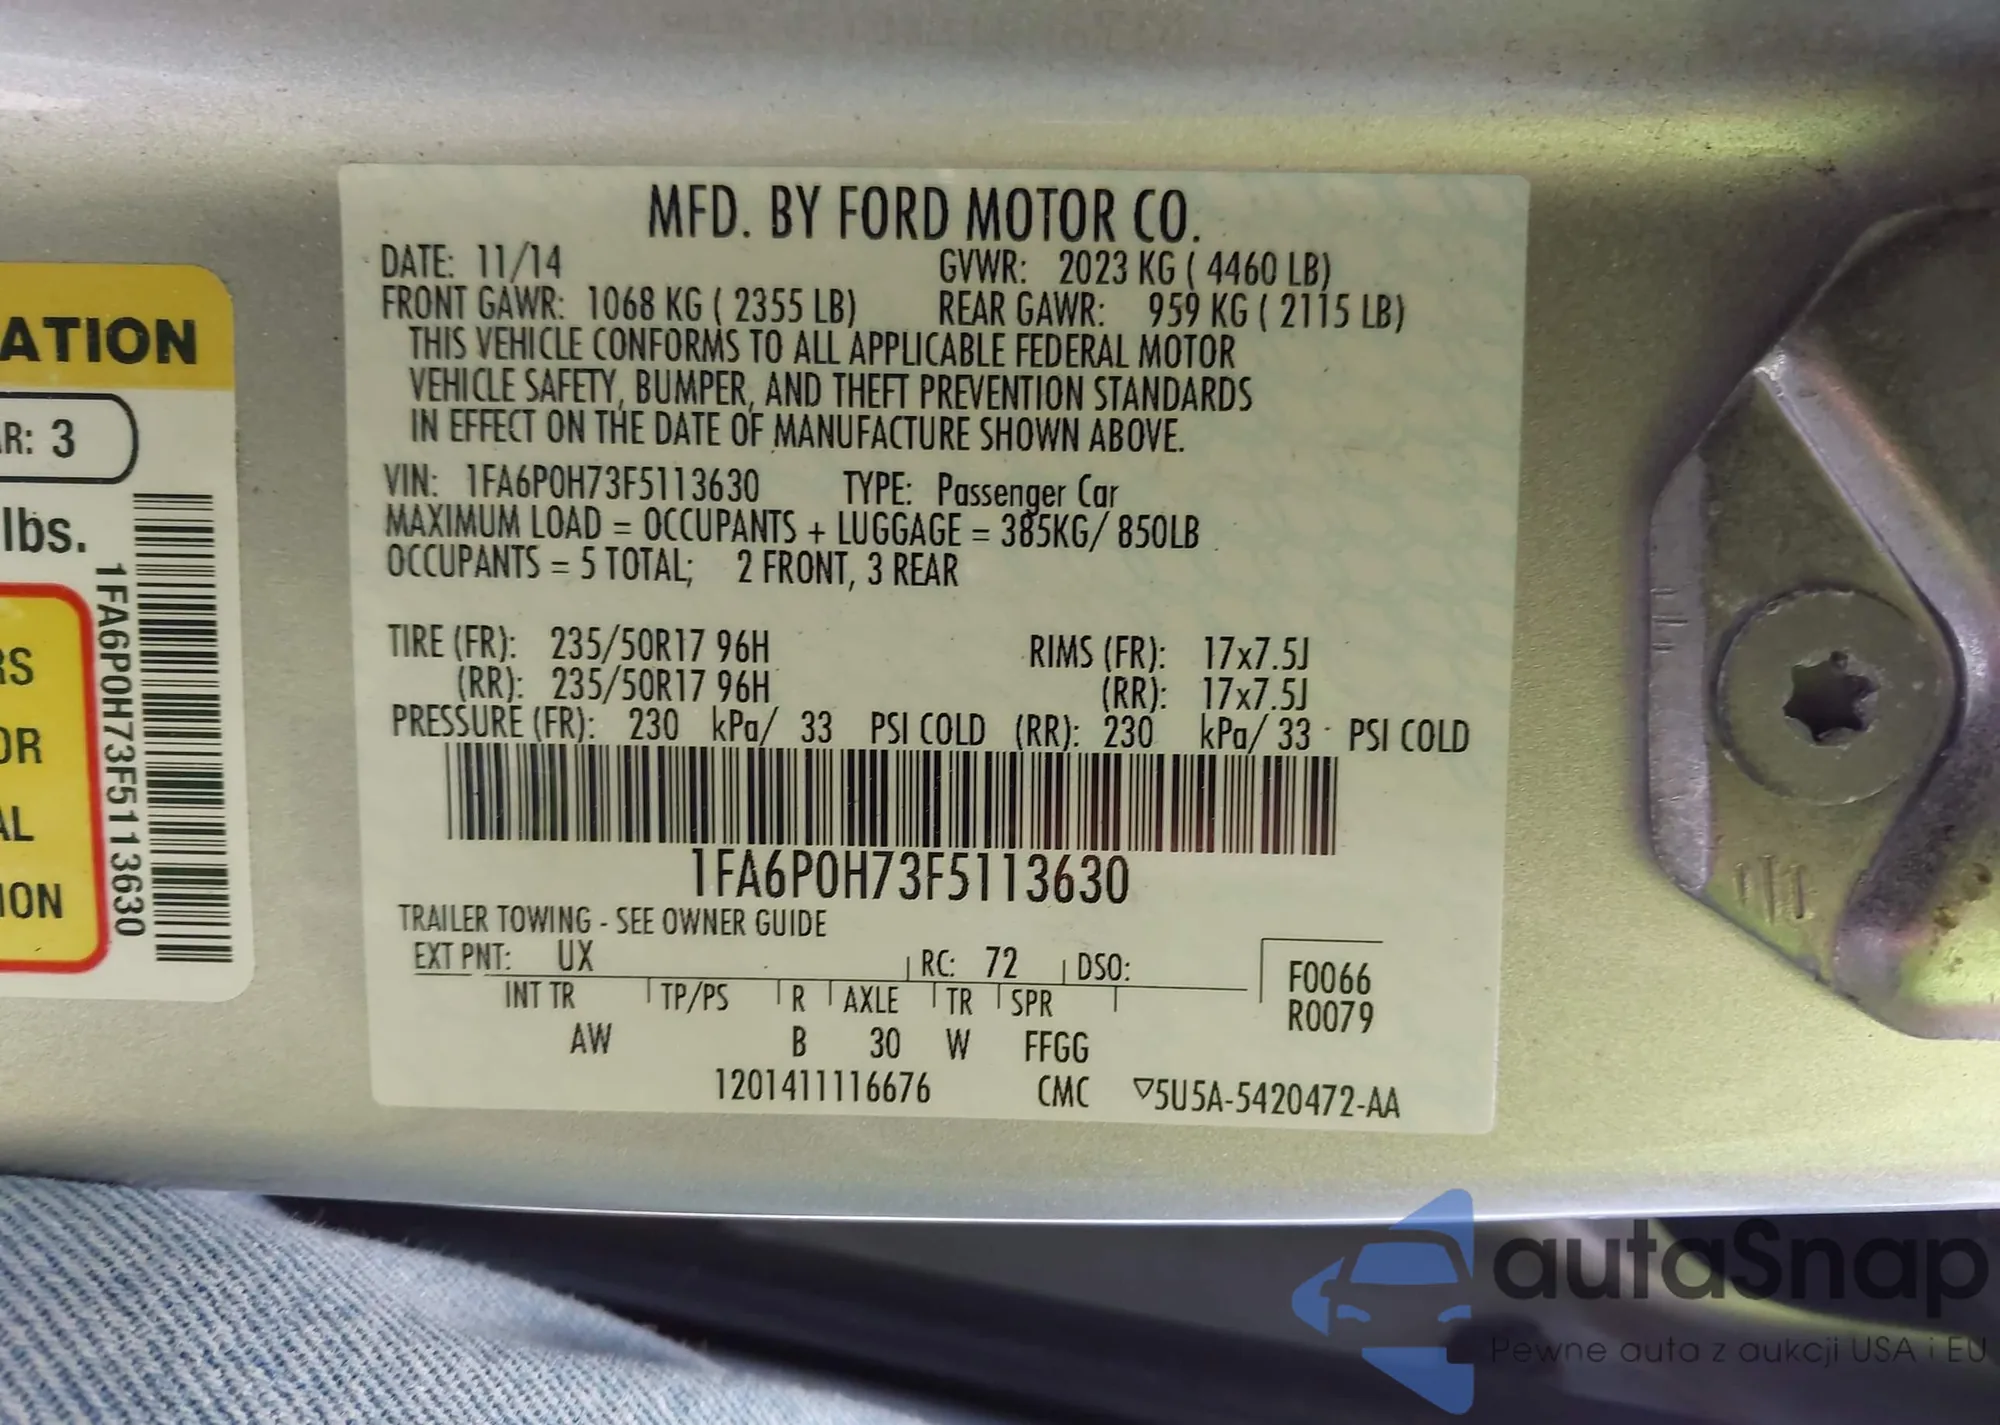 MFD. BY FORD MOTOR CO.
DATE: 11/14 GVWR: 2023 KG ( 4460 LB)
FRONT GAWR: 1068 KG ( 2355 LB) REAR GAWR: 959 KG ( 2115 LB)
THIS VEHICLE CONFORMS TO ALL APPLICABLE FEDERAL MOTOR
VEHICLE SAFETY, BUMPER, AND THEFT PREVENTION STANDARDS
IN EFFECT ON THE DATE OF MANUFACTURE SHOWN ABOVE.
VIN: 1FA6P0H73F5113630 TYPE: Passenger Car
MAXIMUM LOAD = OCCUPANTS + LUGGAGE = 385KG/ 850LB
OCCUPANTS = 5 TOTAL; 2 FRONT, 3 REAR
TIRE (FR): 235/50R17 96H RIMS (FR): 17x7.5J
(RR): 235/50R17 96H (RR): 17x7.5J
PRESSURE (FR): 230 kPa/ 33 PSI COLD (RR): 230 kPa/ 33 PSI COLD
1FA6P0H73F5113630
TRAILER TOWING - SEE OWNER GUIDE
EXT PNT: UX RC: 72 DSO:
INT TR TP/PS R AXLE TR SPR
AW B 30 W FFGG
F0066
R0079
1201411116676 CMC ▽5U5A-5420472-AA
ATION
AR: 3
lbs.
1FA6P0H73F5113630
RS
OR
AL
ION
autaSnap
Pewne auta z aukcji USA i EU